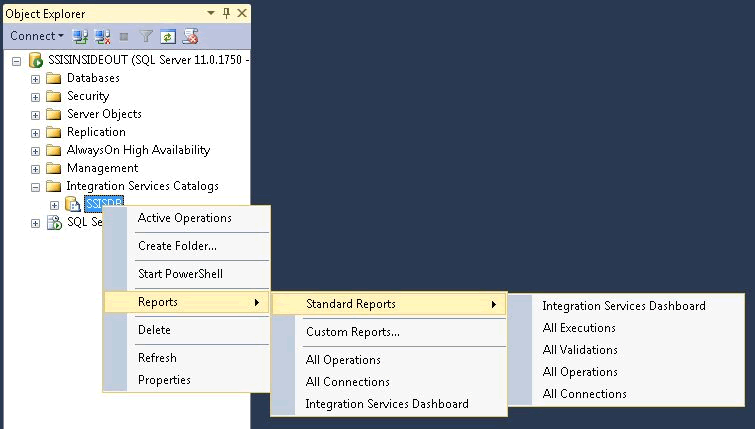 Object Explorer
Connect
SSISINSIDEOUT (SQL Server 11.0.1750 -
Databases
Security
Server Objects
Replication
AlwaysOn High Availability
Management
Integration Services Catalogs
SSISDB
SQL Se
Active Operations
Create Folder...
Start PowerShell
Reports
Delete
Refresh
Properties
Standard Reports
Custom Reports...
All Operations
All Connections
Integration Services Dashboard
Integration Services Dashboard
All Executions
All Validations
All Operations
All Connections